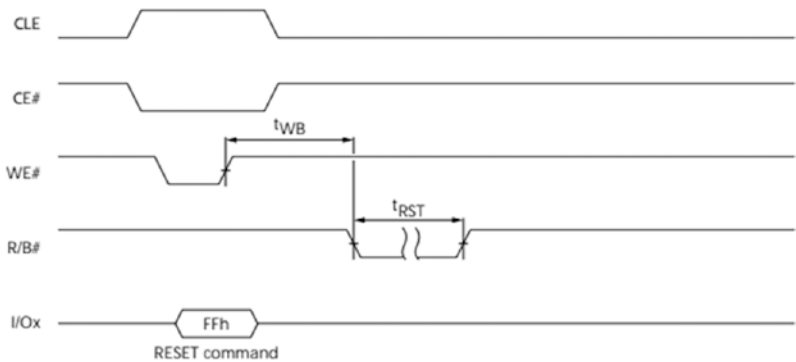 CLE
CE#
tWB
WE#
tRST
R/B#
I/Ox
FFh
RESET command